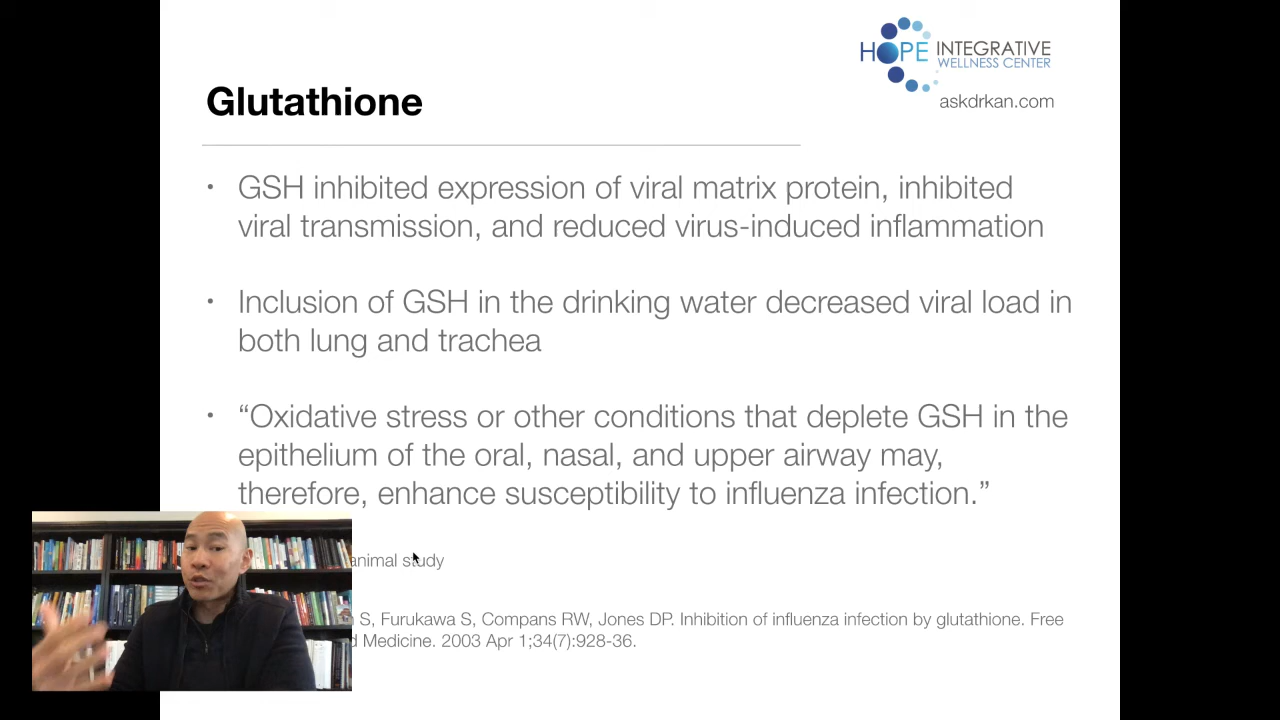 HOPE INTEGRATIVE
WELLNESS CENTER
askdrkan.com
Glutathione
• GSH inhibited expression of viral matrix protein, inhibited
viral transmission, and reduced virus-induced inflammation
• Inclusion of GSH in the drinking water decreased viral load in
both lung and trachea
• “Oxidative stress or other conditions that deplete GSH in the
epithelium of the oral, nasal, and upper airway may,
therefore, enhance susceptibility to influenza infection.”
animal study
S, Furukawa S, Compans RW, Jones DP. Inhibition of influenza infection by glutathione. Free
Medicine. 2003 Apr 1;34(7):928-36.